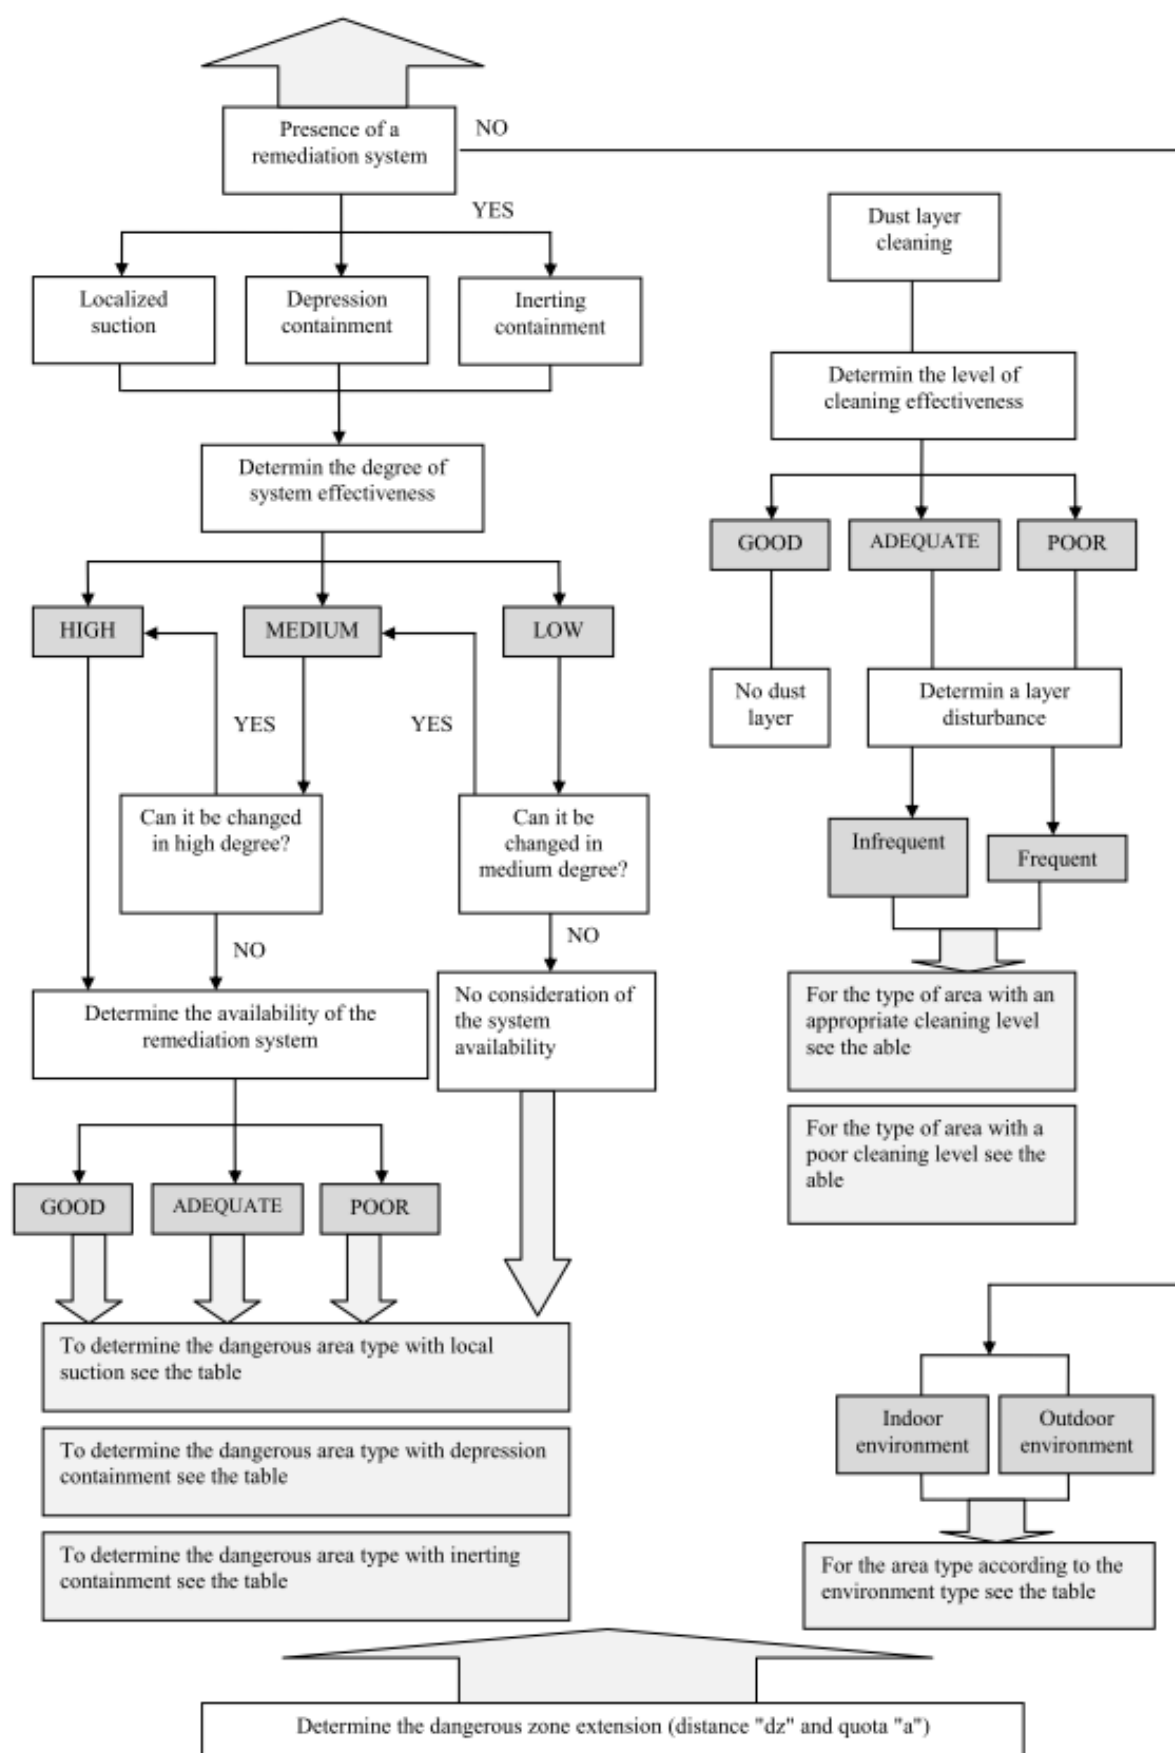 Presence of a
remediation system
NO
YES
Localized
suction
Depression
containment
Inerting
containment
Determin the degree of
system effectiveness
HIGH
MEDIUM
LOW
YES
YES
Can it be changed
in high degree?
Can it be
changed in
medium degree?
NO
NO
Determine the availability of the
remediation system
No consideration of
the system
availability
GOOD
ADEQUATE
POOR
To determine the dangerous area type with local
suction see the table
To determine the dangerous area type with depression
containment see the table
To determine the dangerous area type with inerting
containment see the table
Dust layer
cleaning
Determin the level of
cleaning effectiveness
GOOD
ADEQUATE
POOR
No dust
layer
Determin a layer
disturbance
Infrequent
Frequent
For the type of area with an
appropriate cleaning level
see the able
For the type of area with a
poor cleaning level see the
able
Indoor
environment
Outdoor
environment
For the area type according to the
environment type see the table
Determine the dangerous zone extension (distance "dz" and quota "a")